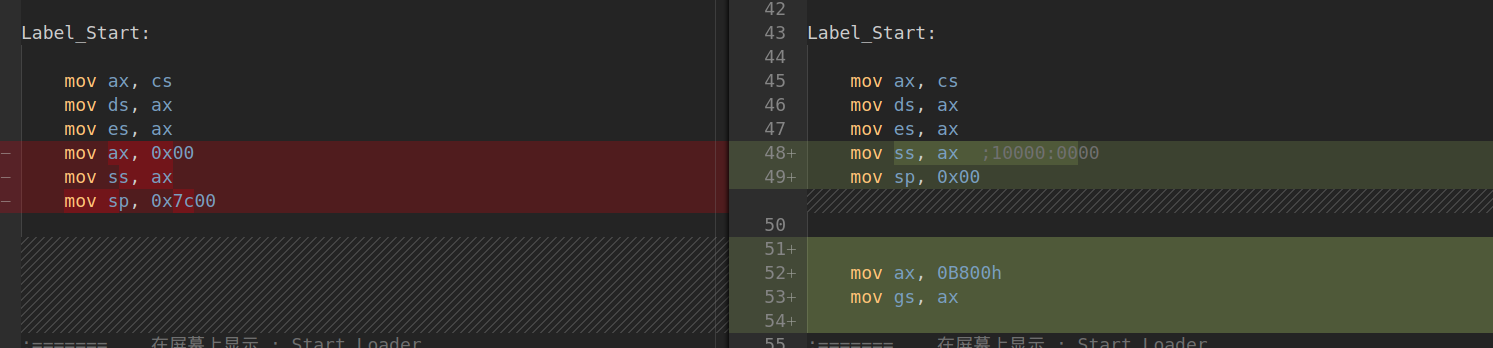 Label_Start:
mov ax, cs
mov ds, ax
mov es, ax
— mov ax, 0x00
— mov ss, ax
— mov sp, 0x7c00
;=======    在屏幕上显示 : Start Loader
42
43 Label_Start:
44
45 mov ax, cs
46 mov ds, ax
47 mov es, ax
48+ mov ss, ax  ;10000:0000
49+ mov sp, 0x00
50
51+
52+ mov ax, 0B800h
53+ mov gs, ax
54+
55 ;=======    在屏幕上显示 : Start Loader